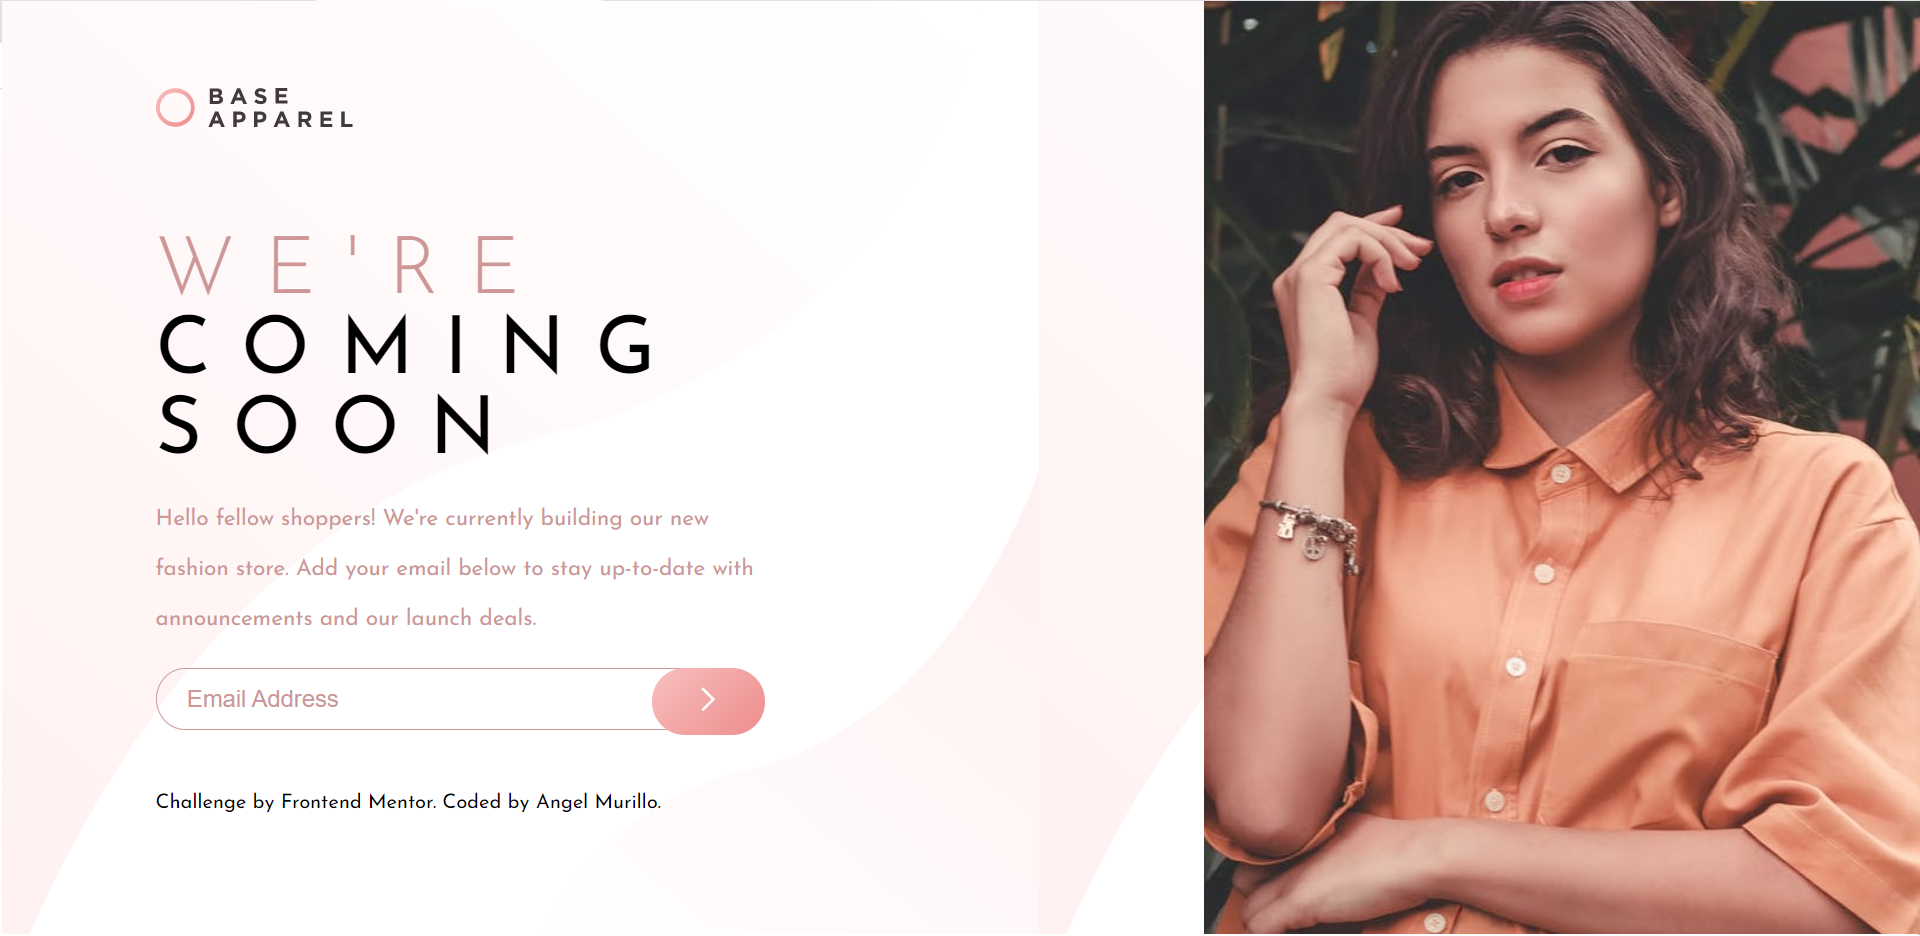 BASE
APPAREL
WE'RE
COMING
SOON
Hello fellow shoppers! We're currently building our new
fashion store. Add your email below to stay up-to-date with
announcements and our launch deals.
Email Address
Challenge by Frontend Mentor. Coded by Angel Murillo.